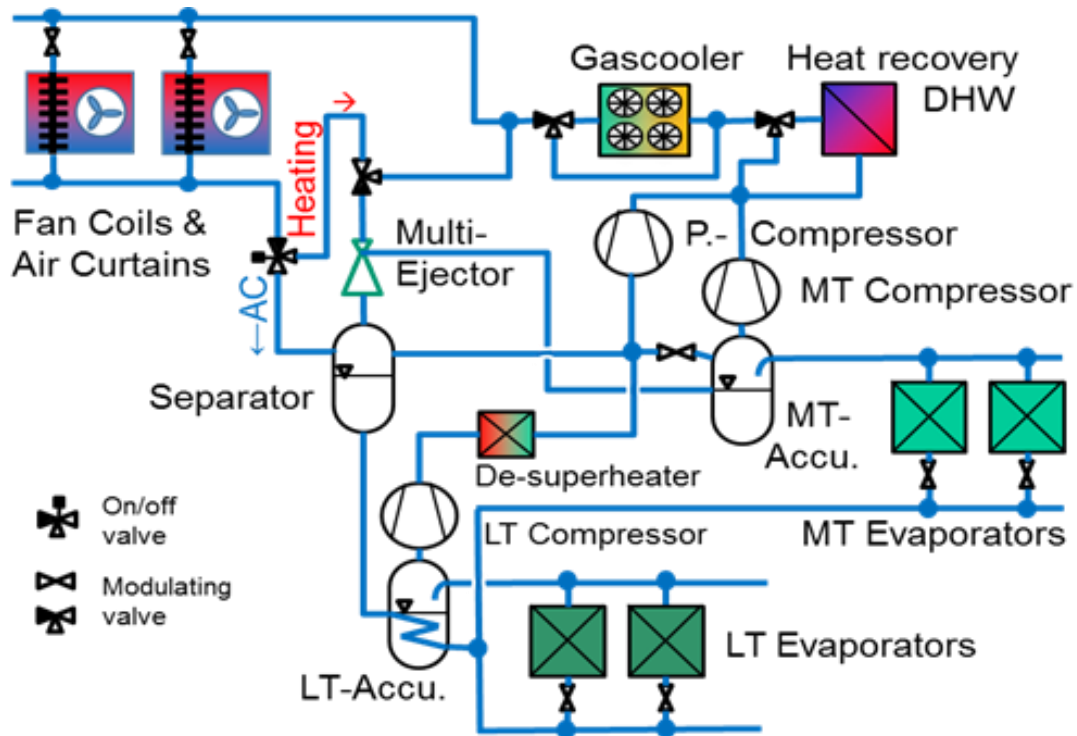 Gascooler
Heat recovery
DHW
Heating
→
Fan Coils &
Air Curtains
Multi-
Ejector
P.- Compressor
MT Compressor
←AC
Separator
MT-
Accu.
De-superheater
On/off
valve
LT Compressor
MT Evaporators
Modulating
valve
LT Evaporators
LT-Accu.